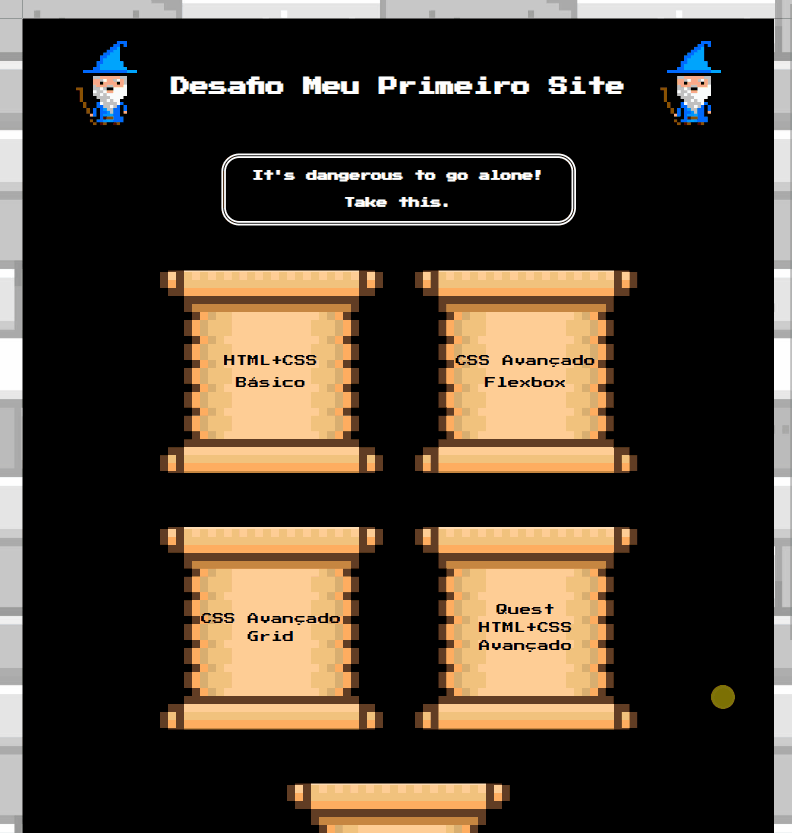 Desafio Meu Primeiro Site
It's dangerous to go alone!
Take this.
HTML+CSS
Básico
CSS Avançado
Flexbox
CSS Avançado
Grid
Quest
HTML+CSS
Avançado